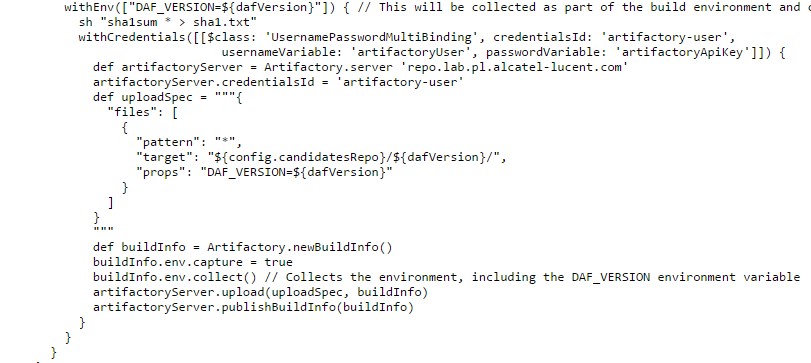 withEnv(["DAF_VERSION=${dafVersion}"]) { // This will be collected as part of the build environment and
sh "sha1sum * > sha1.txt"
withCredentials([[$class: 'UsernamePasswordMultiBinding', credentialsId: 'artifactory-user',
usernameVariable: 'artifactoryUser', passwordVariable: 'artifactoryApiKey']]) {
def artifactoryServer = Artifactory.server 'repo.lab.pl.alcatel-lucent.com'
artifactoryServer.credentialsId = 'artifactory-user'
def uploadSpec = """{
"files": [
{
"pattern": "*",
"target": "${config.candidatesRepo}/${dafVersion}/",
"props": "DAF_VERSION=${dafVersion}"
}
]
}
"""
def buildInfo = Artifactory.newBuildInfo()
buildInfo.env.capture = true
buildInfo.env.collect() // Collects the environment, including the DAF_VERSION environment variable
artifactoryServer.upload(uploadSpec, buildInfo)
artifactoryServer.publishBuildInfo(buildInfo)
}
}
}